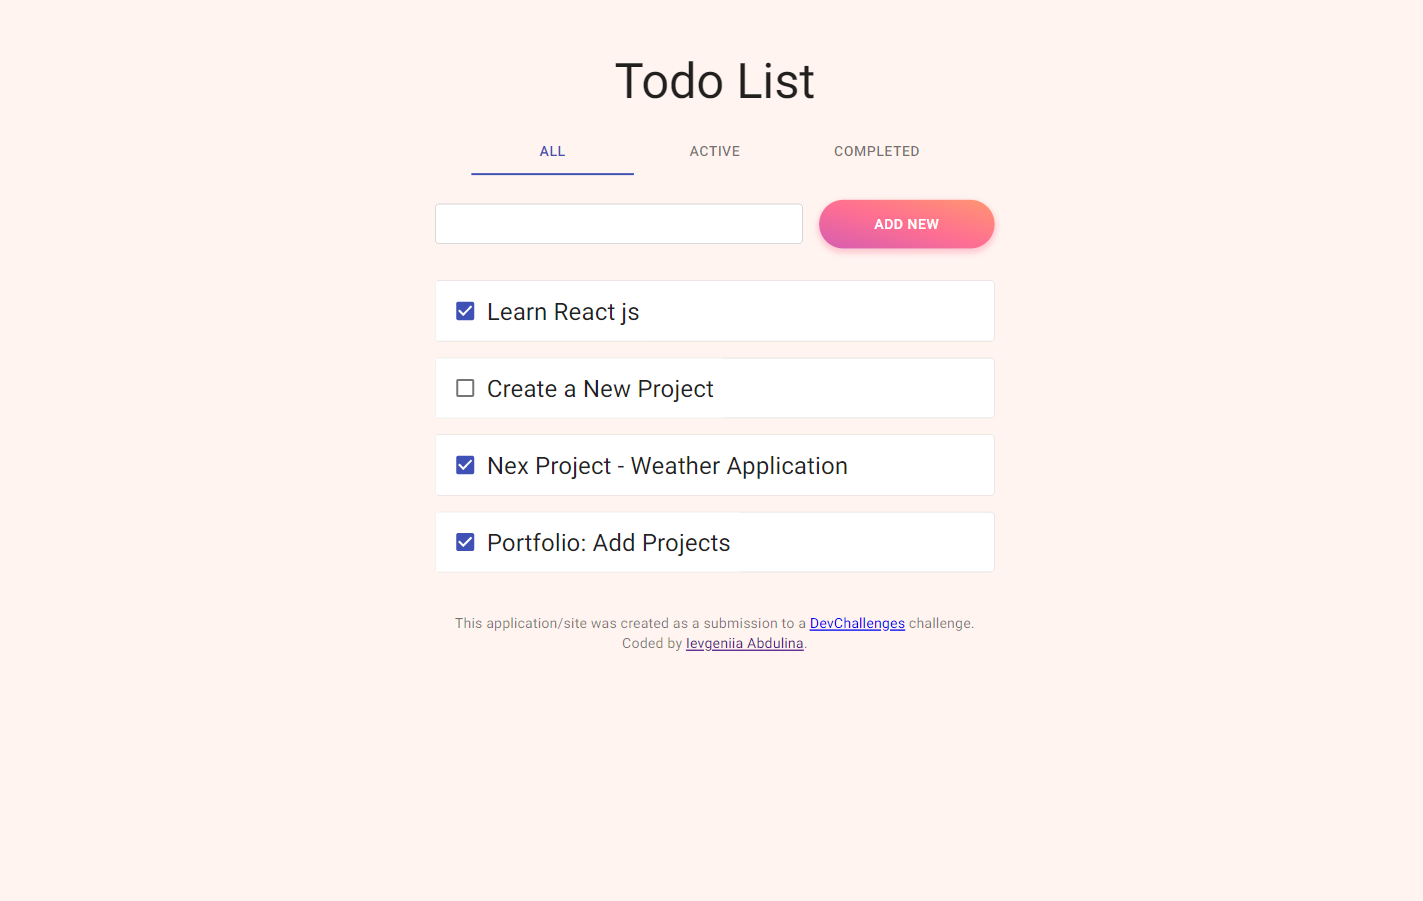 Todo List
ALL ACTIVE COMPLETED
ADD NEW
Learn React js
Create a New Project
Nex Project - Weather Application
Portfolio: Add Projects
This application/site was created as a submission to a DevChallenges challenge.
Coded by Ievgeniia Abdulina.